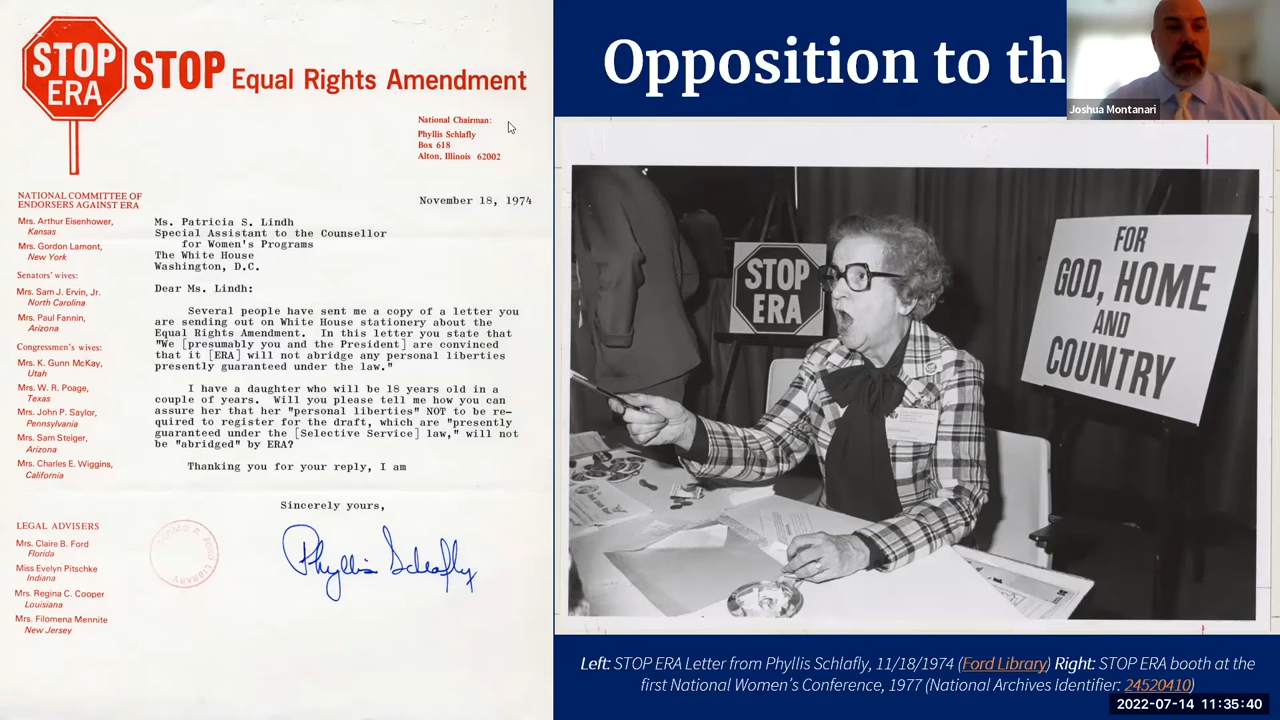 STOP
ERA
STOP Equal Rights Amendment
National Chairman:
Phyllis Schlafly
Box 618
Alton, Illinois 62002
NATIONAL COMMITTEE OF
ENDORSERS AGAINST ERA
Mrs. Arthur Eisenhower,
Kansas
Mrs. Gordon Lamont,
New York
Senators' wives:
Mrs. Sam J. Ervin, Jr.
North Carolina
Mrs. Paul Fannin,
Arizona
Congressmen's wives:
Mrs. K. Gunn McKay,
Utah
Mrs. W. R. Poage,
Texas
Mrs. John P. Saylor,
Pennsylvania
Mrs. Sam Steiger,
Arizona
Mrs. Charles E. Wiggins,
California
LEGAL ADVISERS
Mrs. Claire B. Ford
Florida
Miss Evelyn Pitschke
Indiana
Mrs. Regina C. Cooper
Louisiana
Mrs. Filomena Mennite
New Jersey
November 18, 1974
Ms. Patricia S. Lindh
Special Assistant to the Counsellor
for Women's Programs
The White House
Washington, D.C.
Dear Ms. Lindh:
Several people have sent me a copy of a letter you
are sending out on White House stationery about the
Equal Rights Amendment. In this letter you state that
"We [presumably you and the President] are convinced
that it [ERA] will not abridge any personal liberties
presently guaranteed under the law."
I have a daughter who will be 18 years old in a
couple of years. Will you please tell me how you can
assure her that her "personal liberties" NOT to be re-
quired to register for the draft, which are "presently
guaranteed under the [Selective Service] law," will not
be "abridged" by ERA?
Thanking you for your reply, I am
Sincerely yours,
Phyllis Schlafly
Opposition to th
Joshua Montanari
STOP
ERA
FOR
GOD, HOME
AND
COUNTRY
Left: STOP ERA Letter from Phyllis Schlafly, 11/18/1974 (Ford Library) Right: STOP ERA booth at the
first National Women's Conference, 1977 (National Archives Identifier: 24520410)
2022-07-14 11:35:40